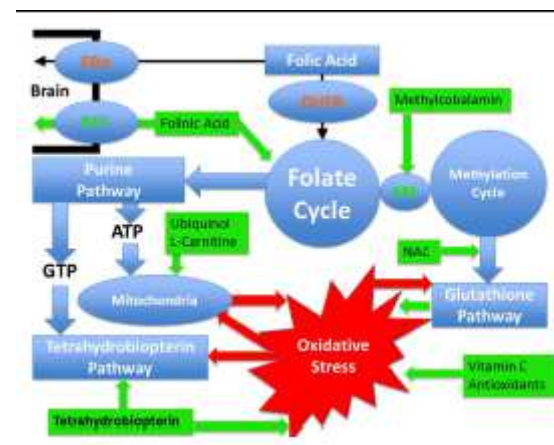 Folic Acid
Brain
Methylcobalamin
Folinic Acid
Folate
Cycle
Methylation
Cycle
Purine
Pathway
Ubiquinol
L-Carnitine
ATP
GTP
NAC
Mitochondria
Glutathione
Pathway
Oxidative
Stress
Tetrahydrobiopterin
Pathway
Vitamin C
Antioxidants
Tetrahydrobiopterin